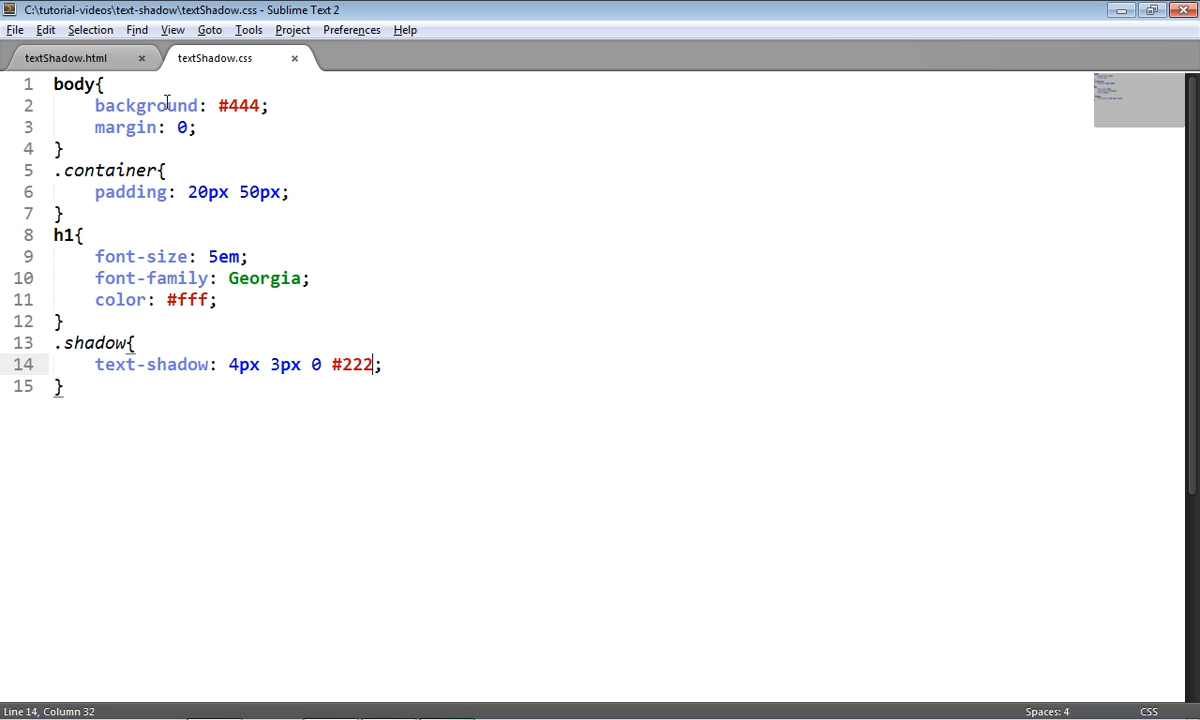 C:\tutorial-videos\text-shadow\textShadow.css - Sublime Text 2
File Edit Selection Find View Goto Tools Project Preferences Help
textShadow.html × textShadow.css ×
1 body{
2     background: #444;
3     margin: 0;
4 }
5 .container{
6     padding: 20px 50px;
7 }
8 h1{
9     font-size: 5em;
10     font-family: Georgia;
11     color: #fff;
12 }
13 .shadow{
14     text-shadow: 4px 3px 0 #222;
15 }
Line 14, Column 32 Spaces: 4 CSS